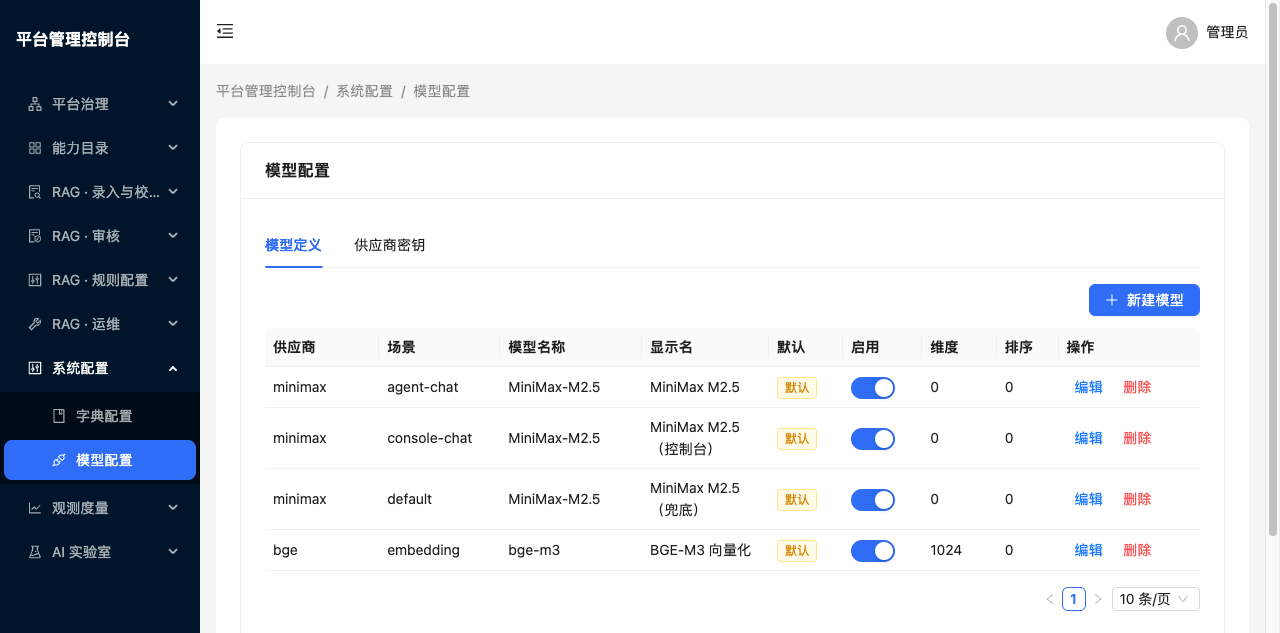 平台管理控制台
管理员
平台治理
能力目录
RAG · 录入与校...
RAG · 审核
RAG · 规则配置
RAG · 运维
系统配置
字典配置
模型配置
观测度量
AI 实验室
平台管理控制台 / 系统配置 / 模型配置
模型配置
模型定义 供应商密钥
新建模型
供应商 场景 模型名称 显示名 默认 启用 维度 排序 操作
minimax agent-chat MiniMax-M2.5 MiniMax M2.5 默认 0 0 编辑 删除
minimax console-chat MiniMax-M2.5 MiniMax M2.5 默认 0 0 编辑 删除
（控制台）
minimax default MiniMax-M2.5 MiniMax M2.5 默认 0 0 编辑 删除
（兜底）
bge embedding bge-m3 BGE-M3 向量化 默认 1024 0 编辑 删除
1 10 条/页